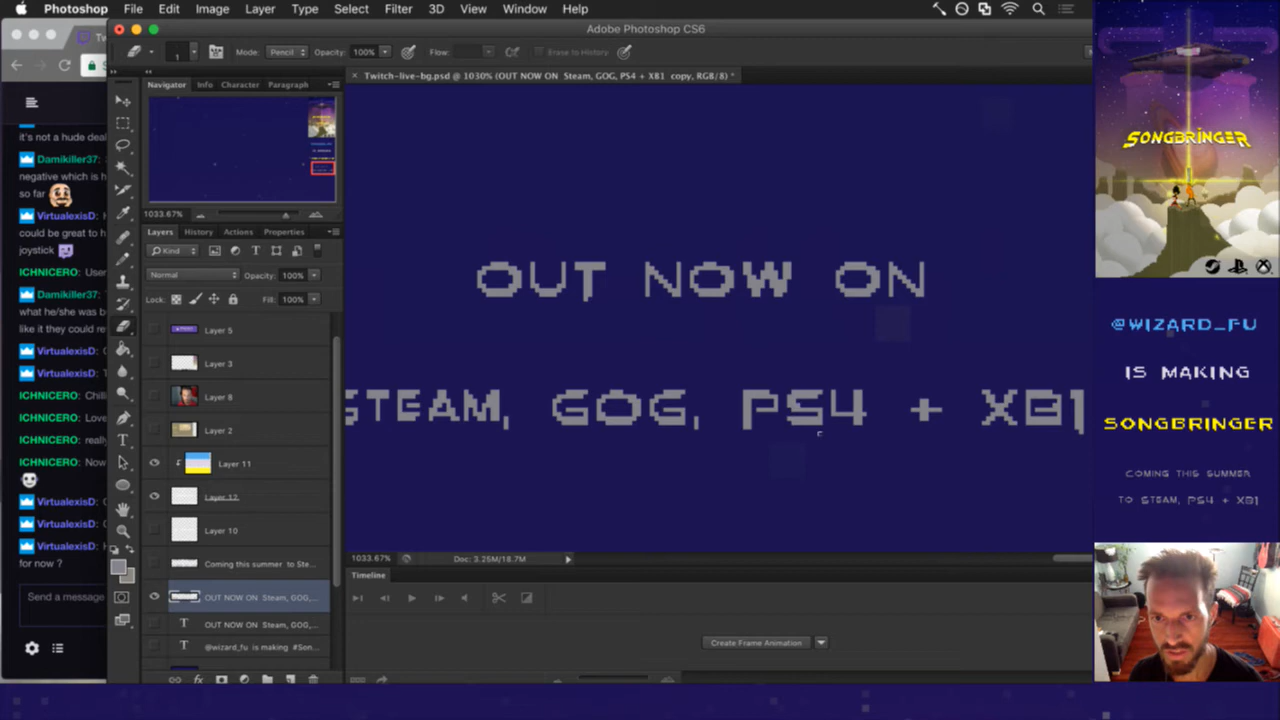 Photoshop File Edit Image Layer Type Select Filter 3D View Window Help
Adobe Photoshop CS6
1 Mode: Pencil Opacity: 100% Flow: Erase to History
Twitch-live-bg.psd @ 1030% (OUT NOW ON Steam, GOG, PS4 + XB1 copy, RGB/8) *
Navigator Info Character Paragraph
1033.67%
Layers History Actions Properties
Kind
Normal Opacity: 100%
Lock: Fill: 100%
Layer 5
Layer 3
Layer 8
Layer 2
Layer 11
Layer 12
Layer 10
Coming this summer to Ste...
OUT NOW ON Steam, GOG,...
OUT NOW ON Steam, GOG,...
@wizard_fu is making #Son...
it's not a hude deal
Damikiller37:
negative which is h
so far
VirtualexisD:
could be great to h
joystick
ICHNICERO: User
Damikiller37:
what he/she was b
like it they could re
VirtualexisD:
VirtualexisD:
ICHNICERO: Chill
ICHNICERO: Love
ICHNICERO: really
ICHNICERO: Now
VirtualexisD:
VirtualexisD:
VirtualexisD:
for now ?
Send a message
OUT NOW ON
STEAM, GOG, PS4 + XB1
1033.67% Doc: 3.25M/18.7M
Timeline
Create Frame Animation
SONGBRINGER
@WIZARD_FU
IS MAKING
SONGBRINGER
COMING THIS SUMMER
TO STEAM, PS4 + XB1